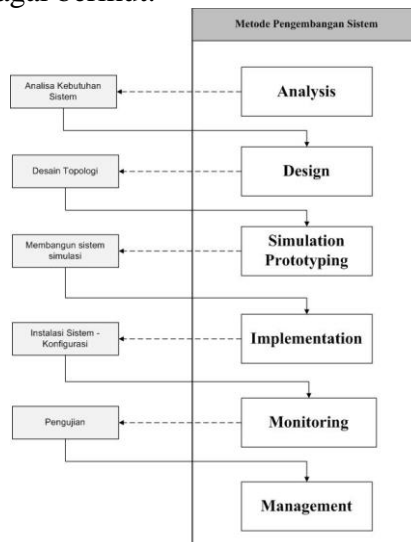 Metode Pengembangan Sistem
Analisa Kebutuhan
Sistem
Analysis
Desain Topologi
Design
Membangun sistem
simulasi
Simulation
Prototyping
Instalasi Sistem -
Konfigurasi
Implementation
Pengujian
Monitoring
Management